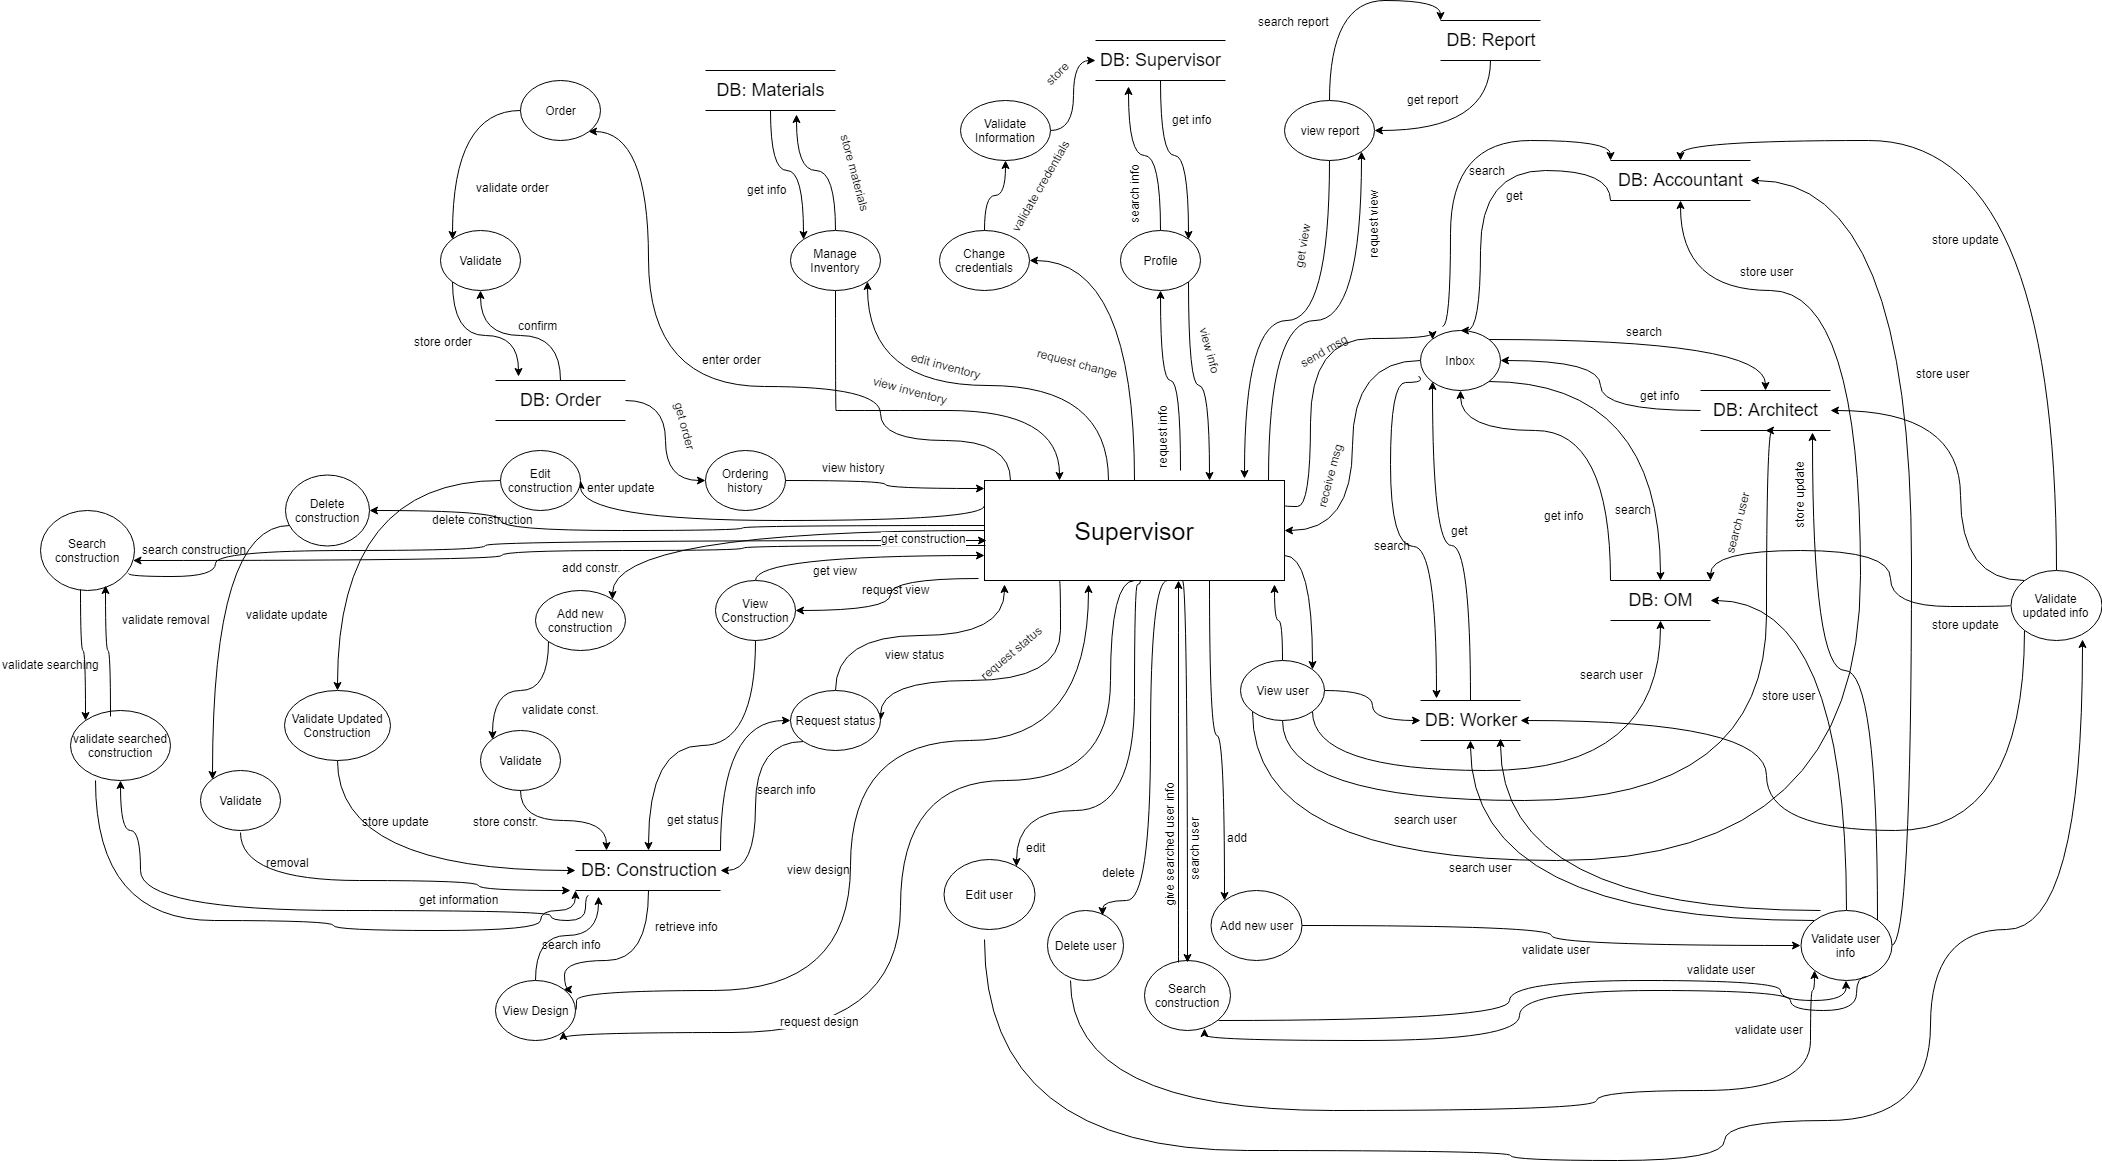 search report
DB: Report
DB: Supervisor
store
DB: Materials
get report
Order
Validate
Information
get info
view report
store materials
validate credentials
search
DB: Accountant
validate order
get info
search info
get
request view
store update
get view
Validate
Manage
Inventory
Change
credentials
Profile
store user
confirm
store order
search
send msg
view info
enter order
edit inventory
request change
Inbox
store user
view inventory
get info
DB: Order
DB: Architect
get order
request info
view history
Edit
construction
Ordering
history
enter update
receive msg
store update
Delete
construction
delete construction
Supervisor
get info
search
search user
Search
construction
search construction
get construction
search
get
add constr.
get view
request view
DB: OM
Validate
updated info
View
Construction
Add new
construction
validate removal
validate update
store update
validate searching
view status
request status
search user
View user
store user
validate const.
Validate Updated
Construction
Request status
DB: Worker
validate searched
construction
Validate
search info
Validate
store update
store constr.
get status
search user
give searched user info
search user
add
edit
removal
DB: Construction
view design
delete
search user
Edit user
get information
retrieve info
Add new user
search info
Delete user
validate user
Validate user
info
validate user
Search
construction
View Design
request design
validate user